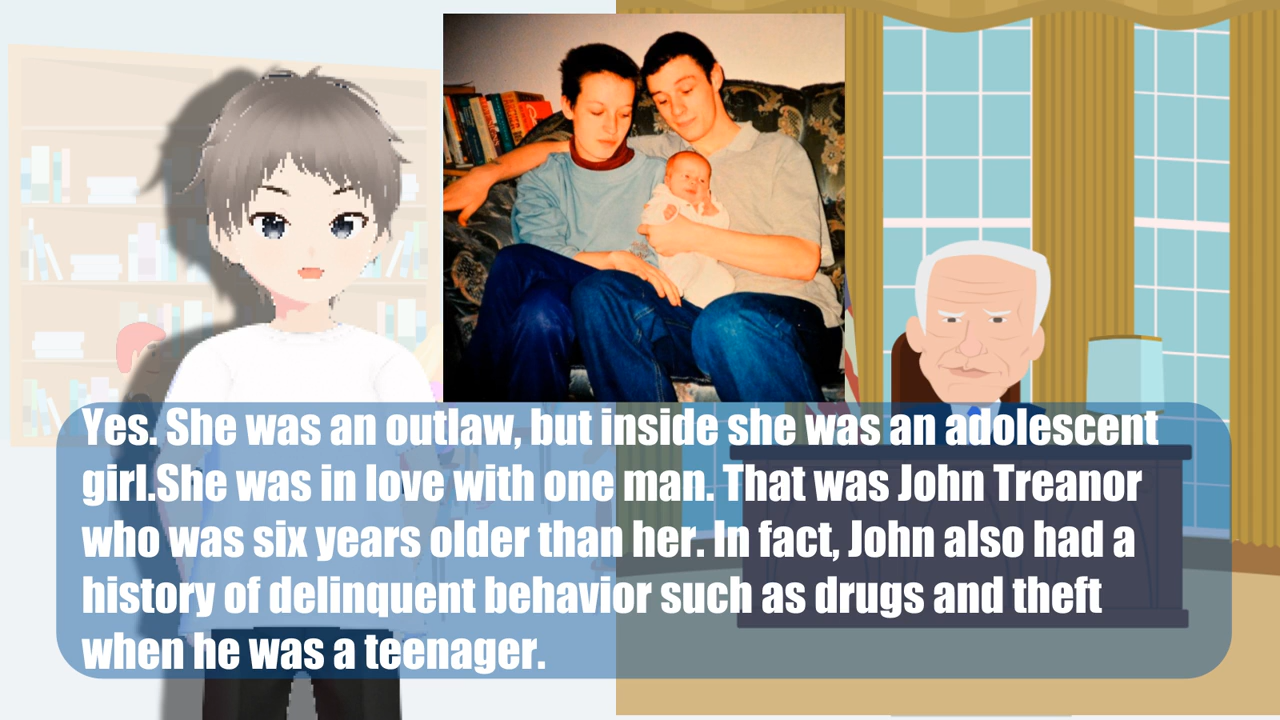 Yes. She was an outlaw, but inside she was an adolescent
girl.She was in love with one man. That was John Treanor
who was six years older than her. In fact, John also had a
history of delinquent behavior such as drugs and theft
when he was a teenager.